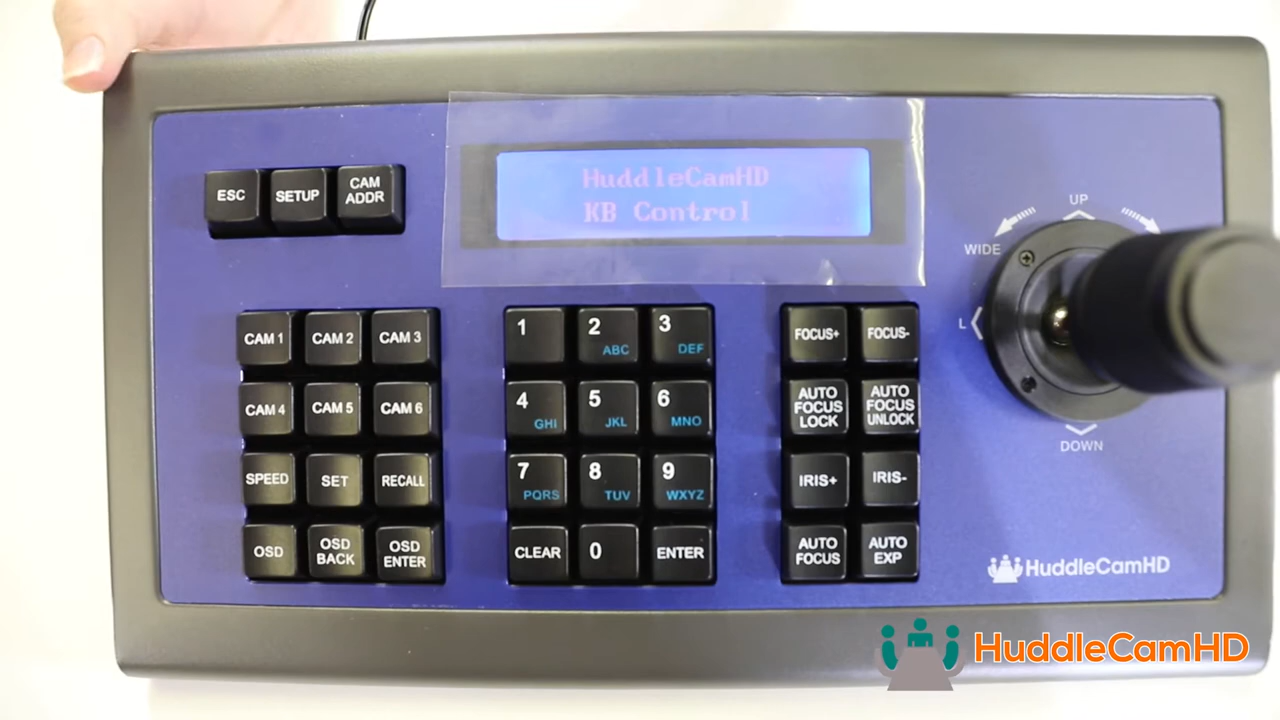 HuddleCamHD
KB Control
ESC
SETUP
CAM
ADDR
UP
WIDE
L
DOWN
CAM 1
CAM 2
CAM 3
CAM 4
CAM 5
CAM 6
SPEED
SET
RECALL
OSD
OSD
BACK
OSD
ENTER
1
2
ABC
3
DEF
4
GHI
5
JKL
6
MNO
7
PQRS
8
TUV
9
WXYZ
CLEAR
0
ENTER
FOCUS+
FOCUS-
AUTO
FOCUS
LOCK
AUTO
FOCUS
UNLOCK
IRIS+
IRIS-
AUTO
FOCUS
AUTO
EXP
HuddleCamHD
HuddleCamHD